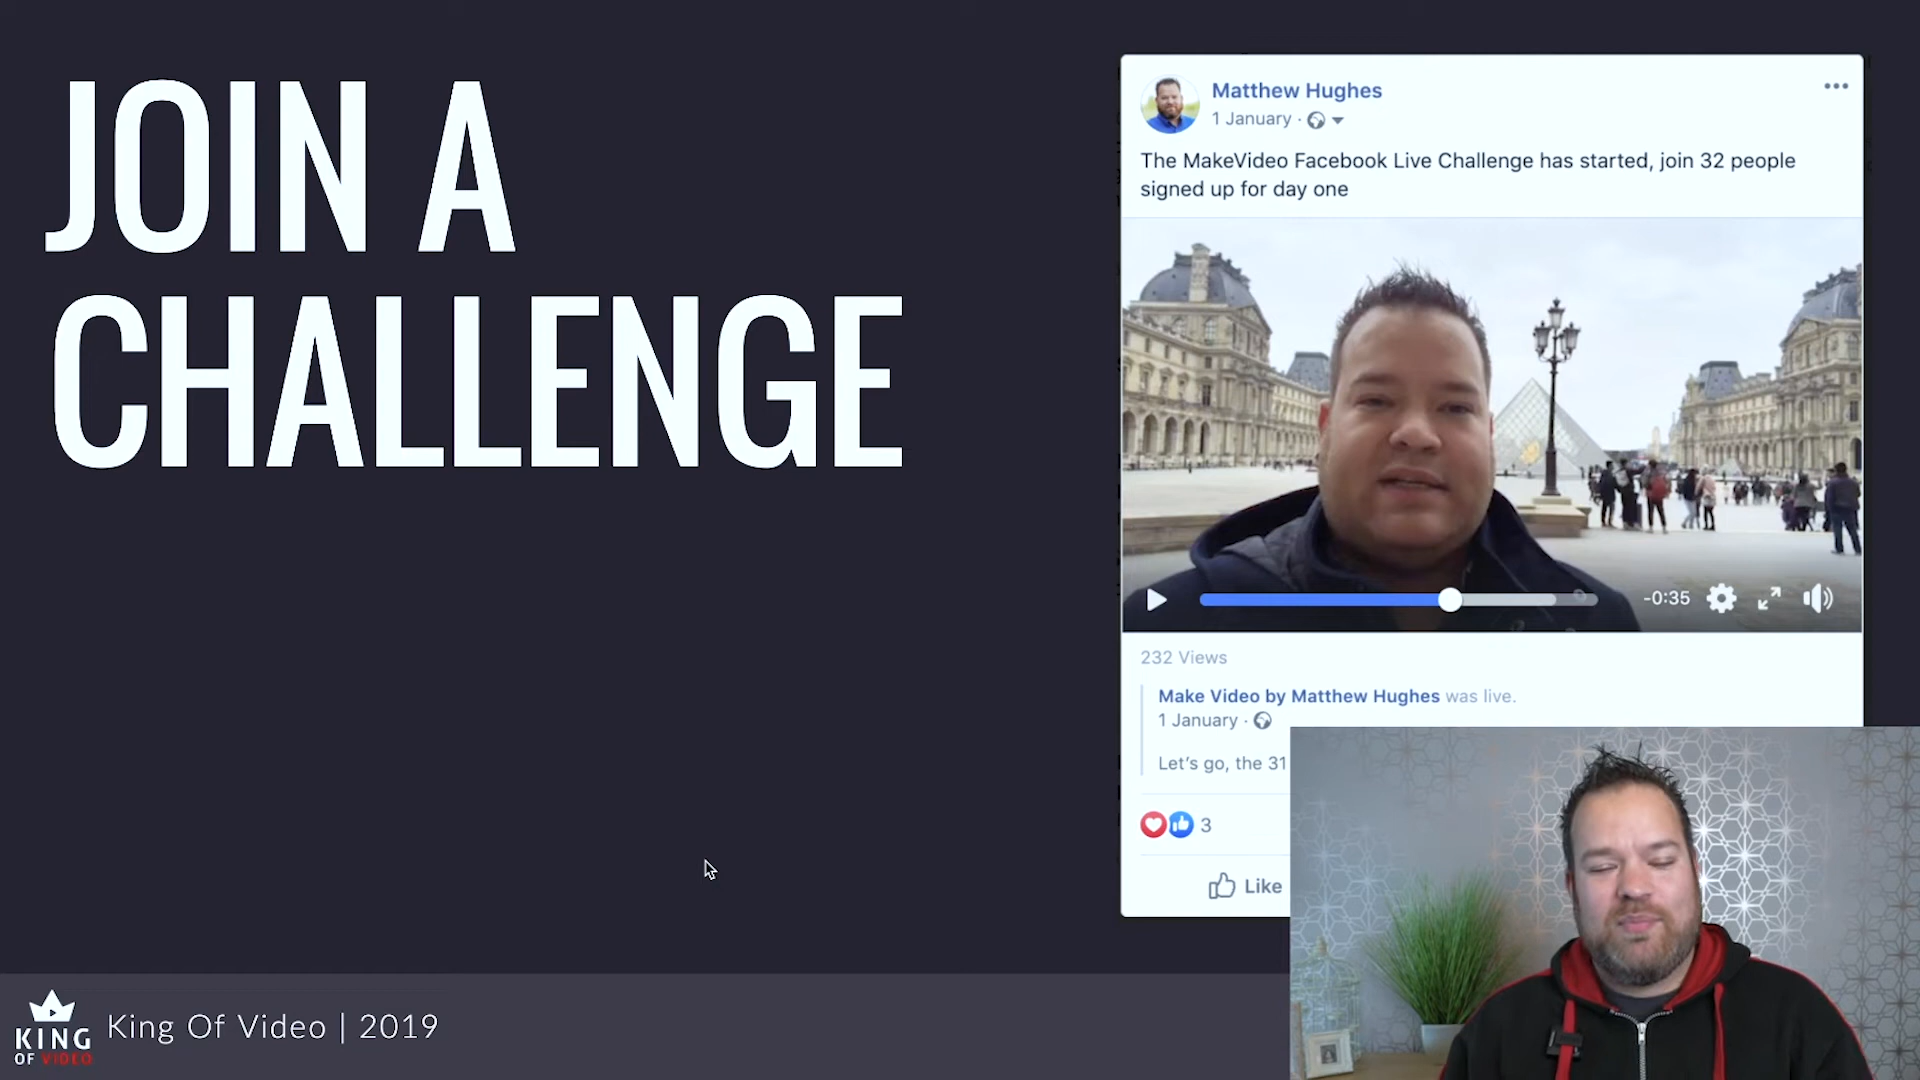 JOIN A
CHALLENGE
Matthew Hughes
1 January ·
The MakeVideo Facebook Live Challenge has started, join 32 people
signed up for day one
-0:35
232 Views
Make Video by Matthew Hughes was live.
1 January ·
Let's go, the 31
3
Like
KING
OF VIDEO
King Of Video | 2019